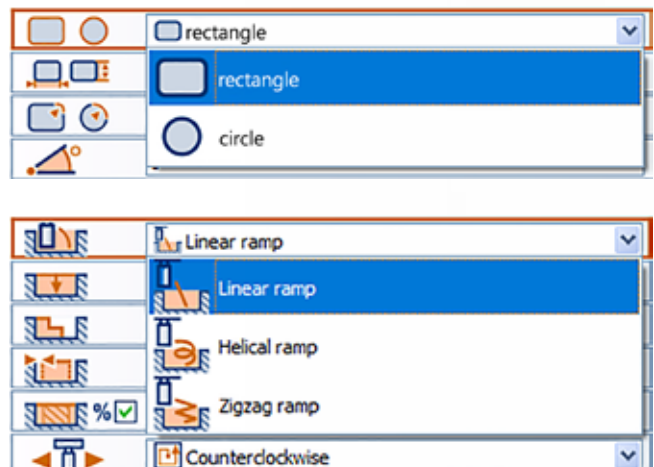 rectangle
rectangle
circle
Linear ramp
Linear ramp
Helical ramp
Zigzag ramp
%
Counterclockwise